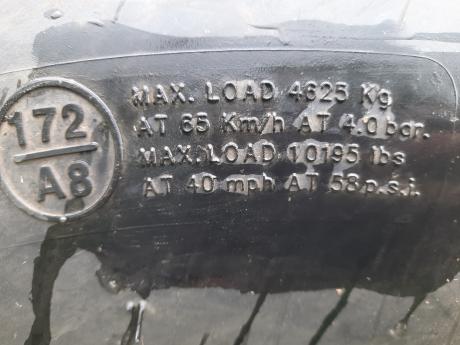 172
A8
MAX. LOAD 4625 Kg
AT 65 Km/h AT 4.0 bar.
MAX. LOAD 10195 lbs
AT 40 mph AT 58 p.s.i.